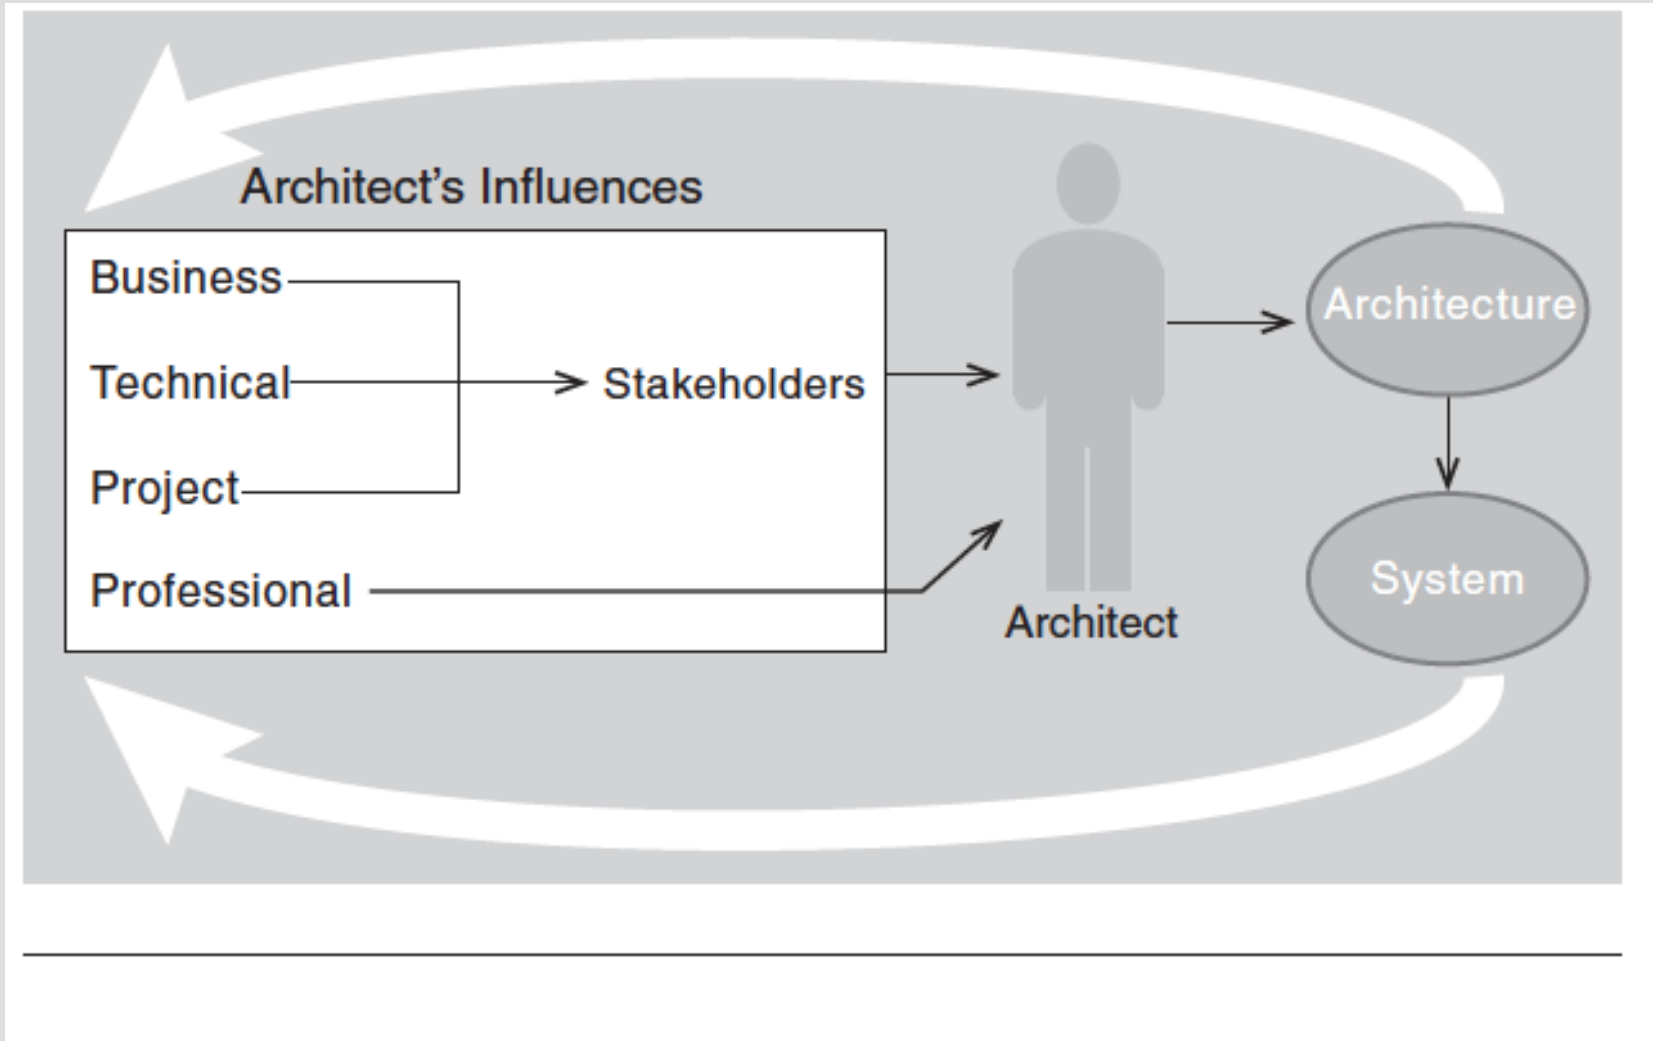 Architect’s Influences
Business
Technical
Project
Professional
Stakeholders
Architect
Architecture
System